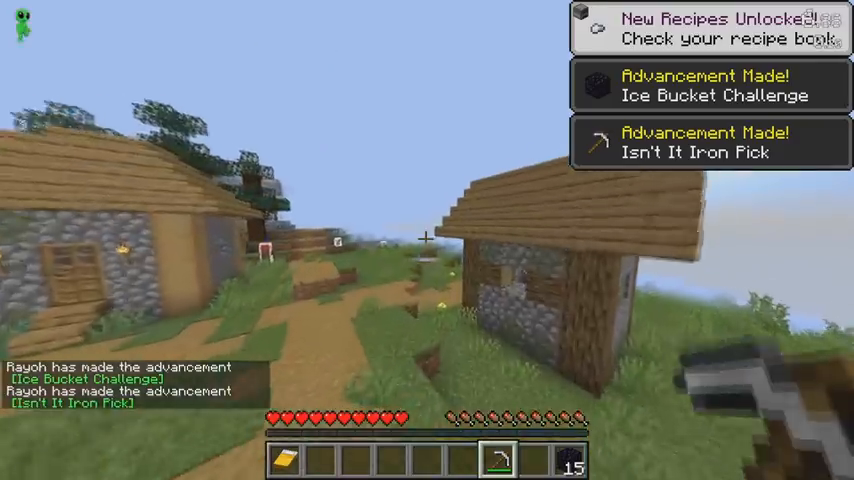 New Recipes Unlocked!
Check your recipe book
Advancement Made!
Ice Bucket Challenge
Advancement Made!
Isn't It Iron Pick
Rayoh has made the advancement
[Ice Bucket Challenge]
Rayoh has made the advancement
[Isn't It Iron Pick]
15